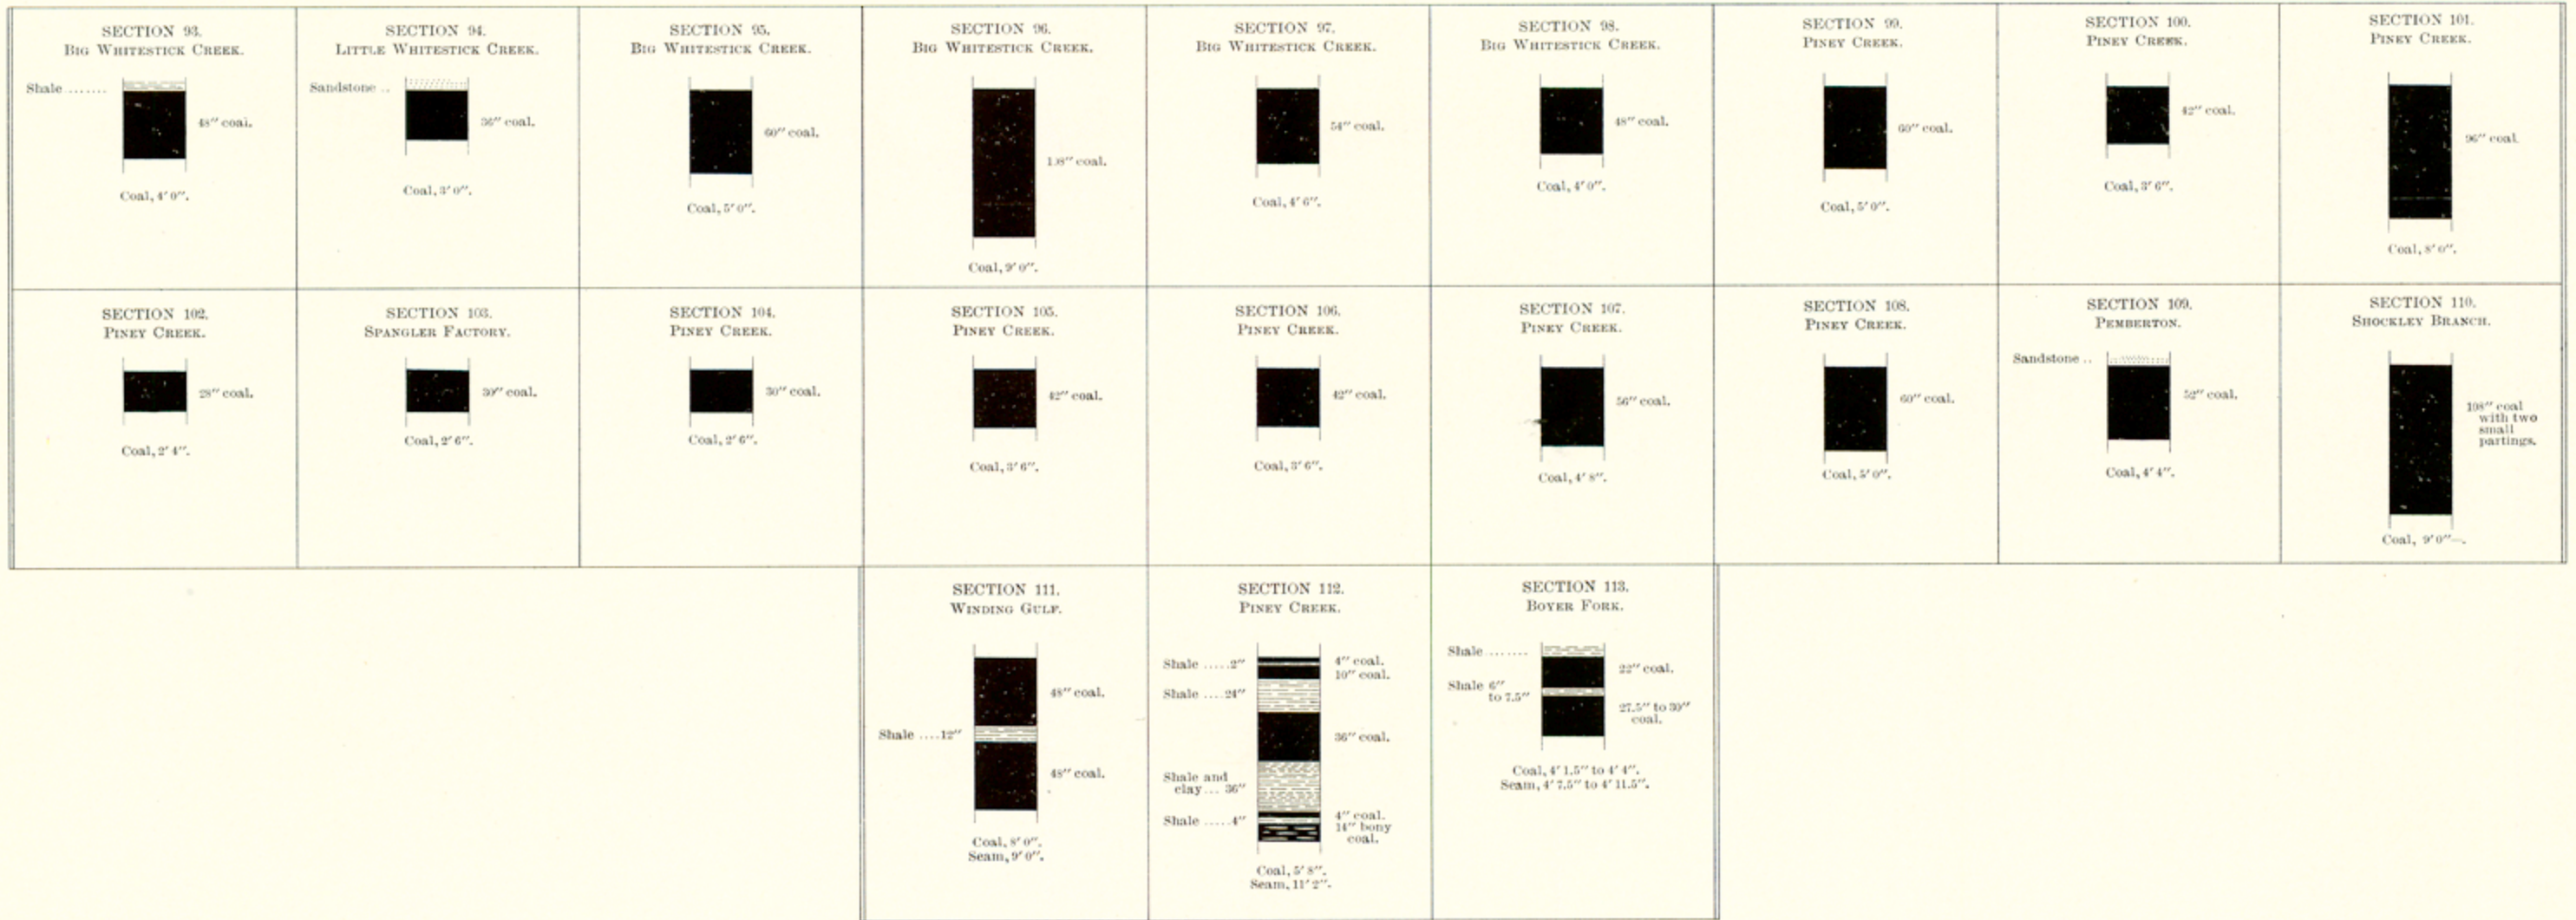 SECTION 93.
BIG WHITESTICK CREEK.
Shale ........
48" coal.
Coal, 4' 0".
SECTION 94.
LITTLE WHITESTICK CREEK.
Sandstone ..
36" coal.
Coal, 3' 0".
SECTION 95.
BIG WHITESTICK CREEK.
60" coal.
Coal, 5' 0".
SECTION 96.
BIG WHITESTICK CREEK.
108" coal.
Coal, 9' 0".
SECTION 97.
BIG WHITESTICK CREEK.
54" coal.
Coal, 4' 6".
SECTION 98.
BIG WHITESTICK CREEK.
48" coal.
Coal, 4' 0".
SECTION 99.
PINEY CREEK.
60" coal.
Coal, 5' 0".
SECTION 100.
PINEY CREEK.
42" coal.
Coal, 3' 6".
SECTION 101.
PINEY CREEK.
96" coal
Coal, 8' 0".
SECTION 102.
PINEY CREEK.
28" coal.
Coal, 2' 4".
SECTION 103.
SPANGLER FACTORY.
30" coal.
Coal, 2' 6".
SECTION 104.
PINEY CREEK.
30" coal.
Coal, 2' 6".
SECTION 105.
PINEY CREEK.
42" coal.
Coal, 3' 6".
SECTION 106.
PINEY CREEK.
42" coal.
Coal, 3' 6".
SECTION 107.
PINEY CREEK.
56" coal.
Coal, 4' 8".
SECTION 108.
PINEY CREEK.
60" coal.
Coal, 5' 0".
SECTION 109.
PEMBERTON.
Sandstone ..
52" coal.
Coal, 4' 4".
SECTION 110.
SHOCKLEY BRANCH.
108" coal
with two
small
partings.
Coal, 9' 0"—.
SECTION 111.
WINDING GULF.
48" coal.
Shale ....12"
48" coal.
Coal, 8' 0".
Seam, 9' 0".
SECTION 112.
PINEY CREEK.
Shale .....2"
4" coal.
10" coal.
Shale ....24"
36" coal.
Shale and
clay... 36"
Shale .....4"
4" coal.
14" bony
coal.
Coal, 5' 8".
Seam, 11' 2".
SECTION 113.
BOYER FORK.
Shale .......
22" coal.
Shale 6"
to 7.5"
27.5" to 30"
coal.
Coal, 4' 1.5" to 4' 4".
Seam, 4' 7.5" to 4' 11.5".